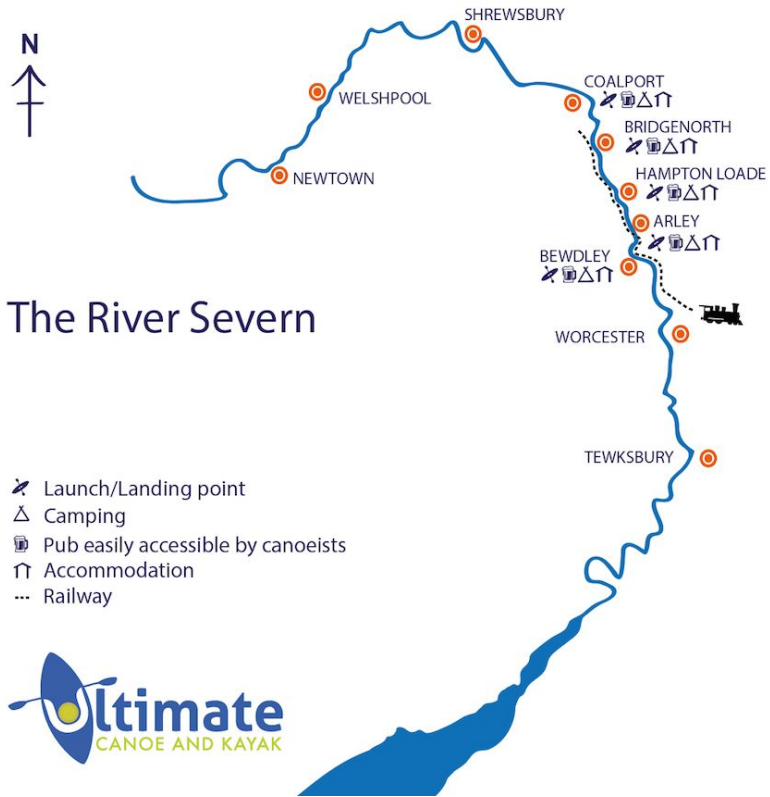 SHREWSBURY
N
COALPORT
WELSHPOOL
BRIDGENORTH
HAMPTON LOADE
NEWTOWN
ARLEY
BEWDLEY
The River Severn
WORCESTER
TEWKSBURY
Launch/Landing point
Camping
Pub easily accessible by canoeists
Accommodation
Railway
Ultimate
CANOE AND KAYAK